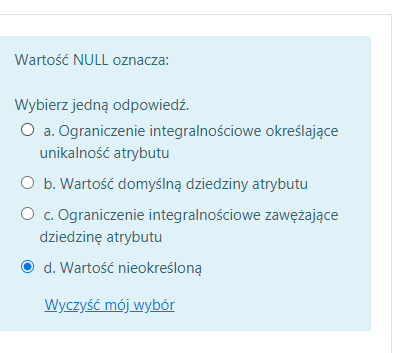 Wartość NULL oznacza:
Wybierz jedną odpowiedź.
a. Ograniczenie integralnościowe określające
unikalność atrybutu
b. Wartość domyślną dziedziny atrybutu
c. Ograniczenie integralnościowe zawężające
dziedzinę atrybutu
d. Wartość nieokreśloną
Wyczyść mój wybór